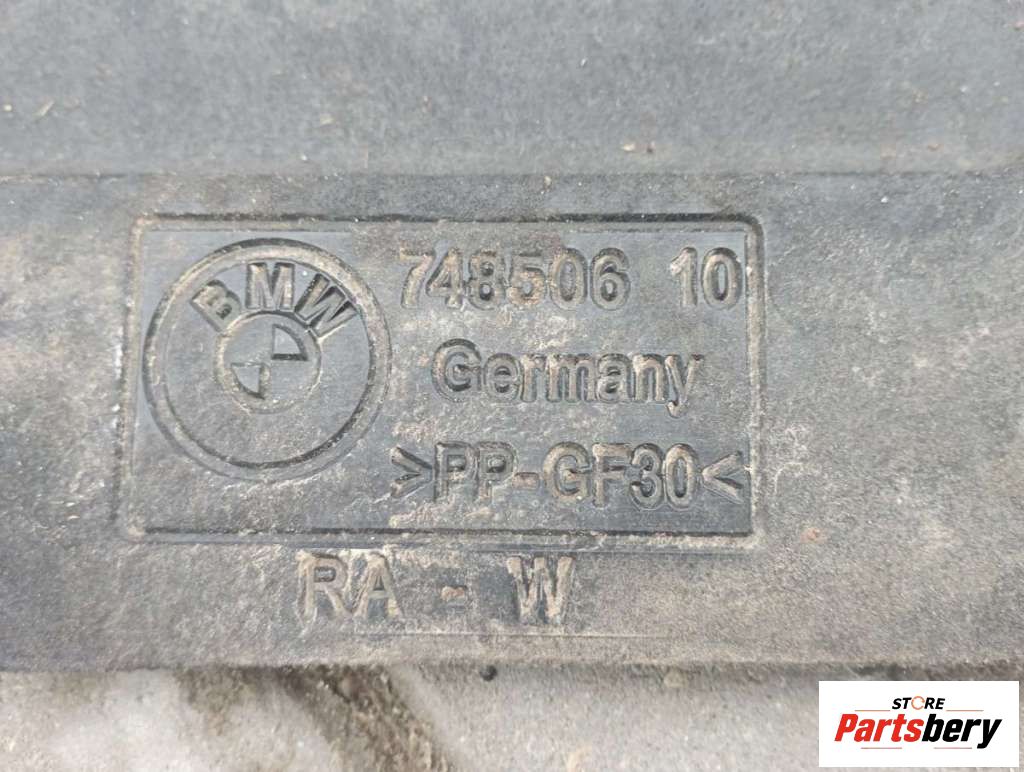 BMW
748506 10
Germany
>PP-GF30<
RA - W
STORE
Partsbery